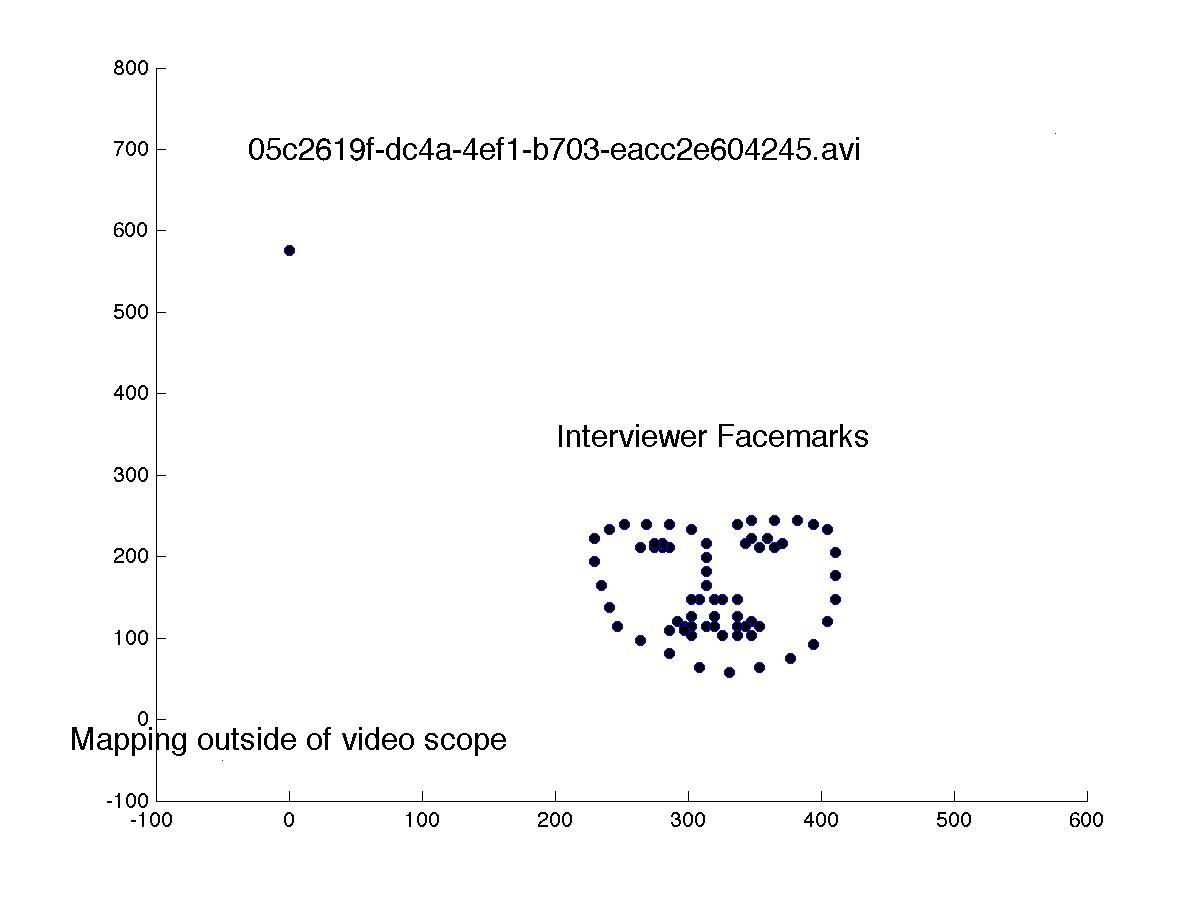 800
700
05c2619f-dc4a-4ef1-b703-eacc2e604245.avi
600
500
400
Interviewer Facemarks
300
200
100
0
Mapping outside of video scope
-100
-100 0 100 200 300 400 500 600